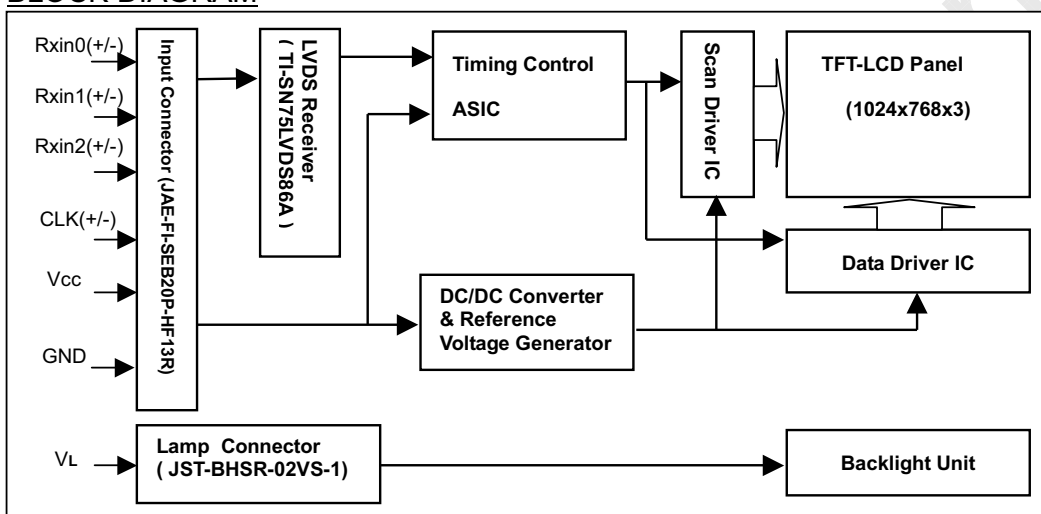 BLOCK DIAGRAM
Rxin0(+/-)
Rxin1(+/-)
Rxin2(+/-)
CLK(+/-)
Vcc
GND
VL
Input Connector (JAE-FI-SEB20P-HF13R)
LVDS Receiver
( TI-SN75LVDS86A )
Timing Control
ASIC
Scan Driver IC
TFT-LCD Panel
(1024x768x3)
Data Driver IC
DC/DC Converter
& Reference
Voltage Generator
Lamp Connector
( JST-BHSR-02VS-1)
Backlight Unit